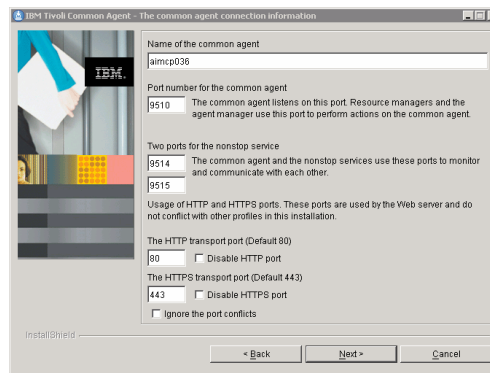 IBM Tivoli Common Agent - The common agent connection information
IBM.
Name of the common agent
aimcp036
Port number for the common agent
9510
The common agent listens on this port. Resource managers and the
agent manager use this port to perform actions on the common agent.
Two ports for the nonstop service
9514
The common agent and the nonstop services use these ports to monitor
and communicate with each other.
9515
Usage of HTTP and HTTPS ports. These ports are used by the Web server and do
not conflict with other profiles in this installation.
The HTTP transport port (Default 80)
80 Disable HTTP port
The HTTPS transport port (Default 443)
443 Disable HTTPS port
Ignore the port conflicts
InstallShield
< Back Next > Cancel